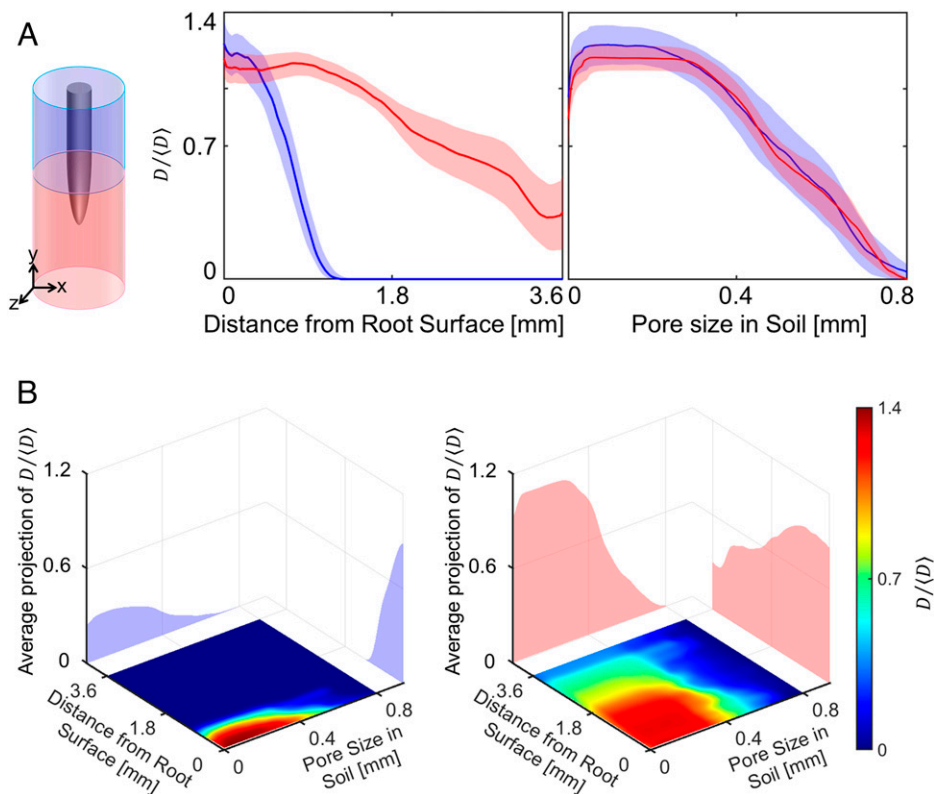 A
y
x
z
D/⟨D⟩
1.4
0.7
0
0
1.8
3.6
0
0.4
0.8
Distance from Root Surface [mm]
Pore size in Soil [mm]
B
Average projection of D/⟨D⟩
1.2
0.6
0
3.6
1.8
0
Distance from Root
Surface [mm]
0
0.4
0.8
Pore Size in
Soil [mm]
Average projection of D/⟨D⟩
1.2
0.6
0
3.6
1.8
0
Distance from Root
Surface [mm]
0
0.4
0.8
Pore Size in
Soil [mm]
1.4
0.7
0
D/⟨D⟩